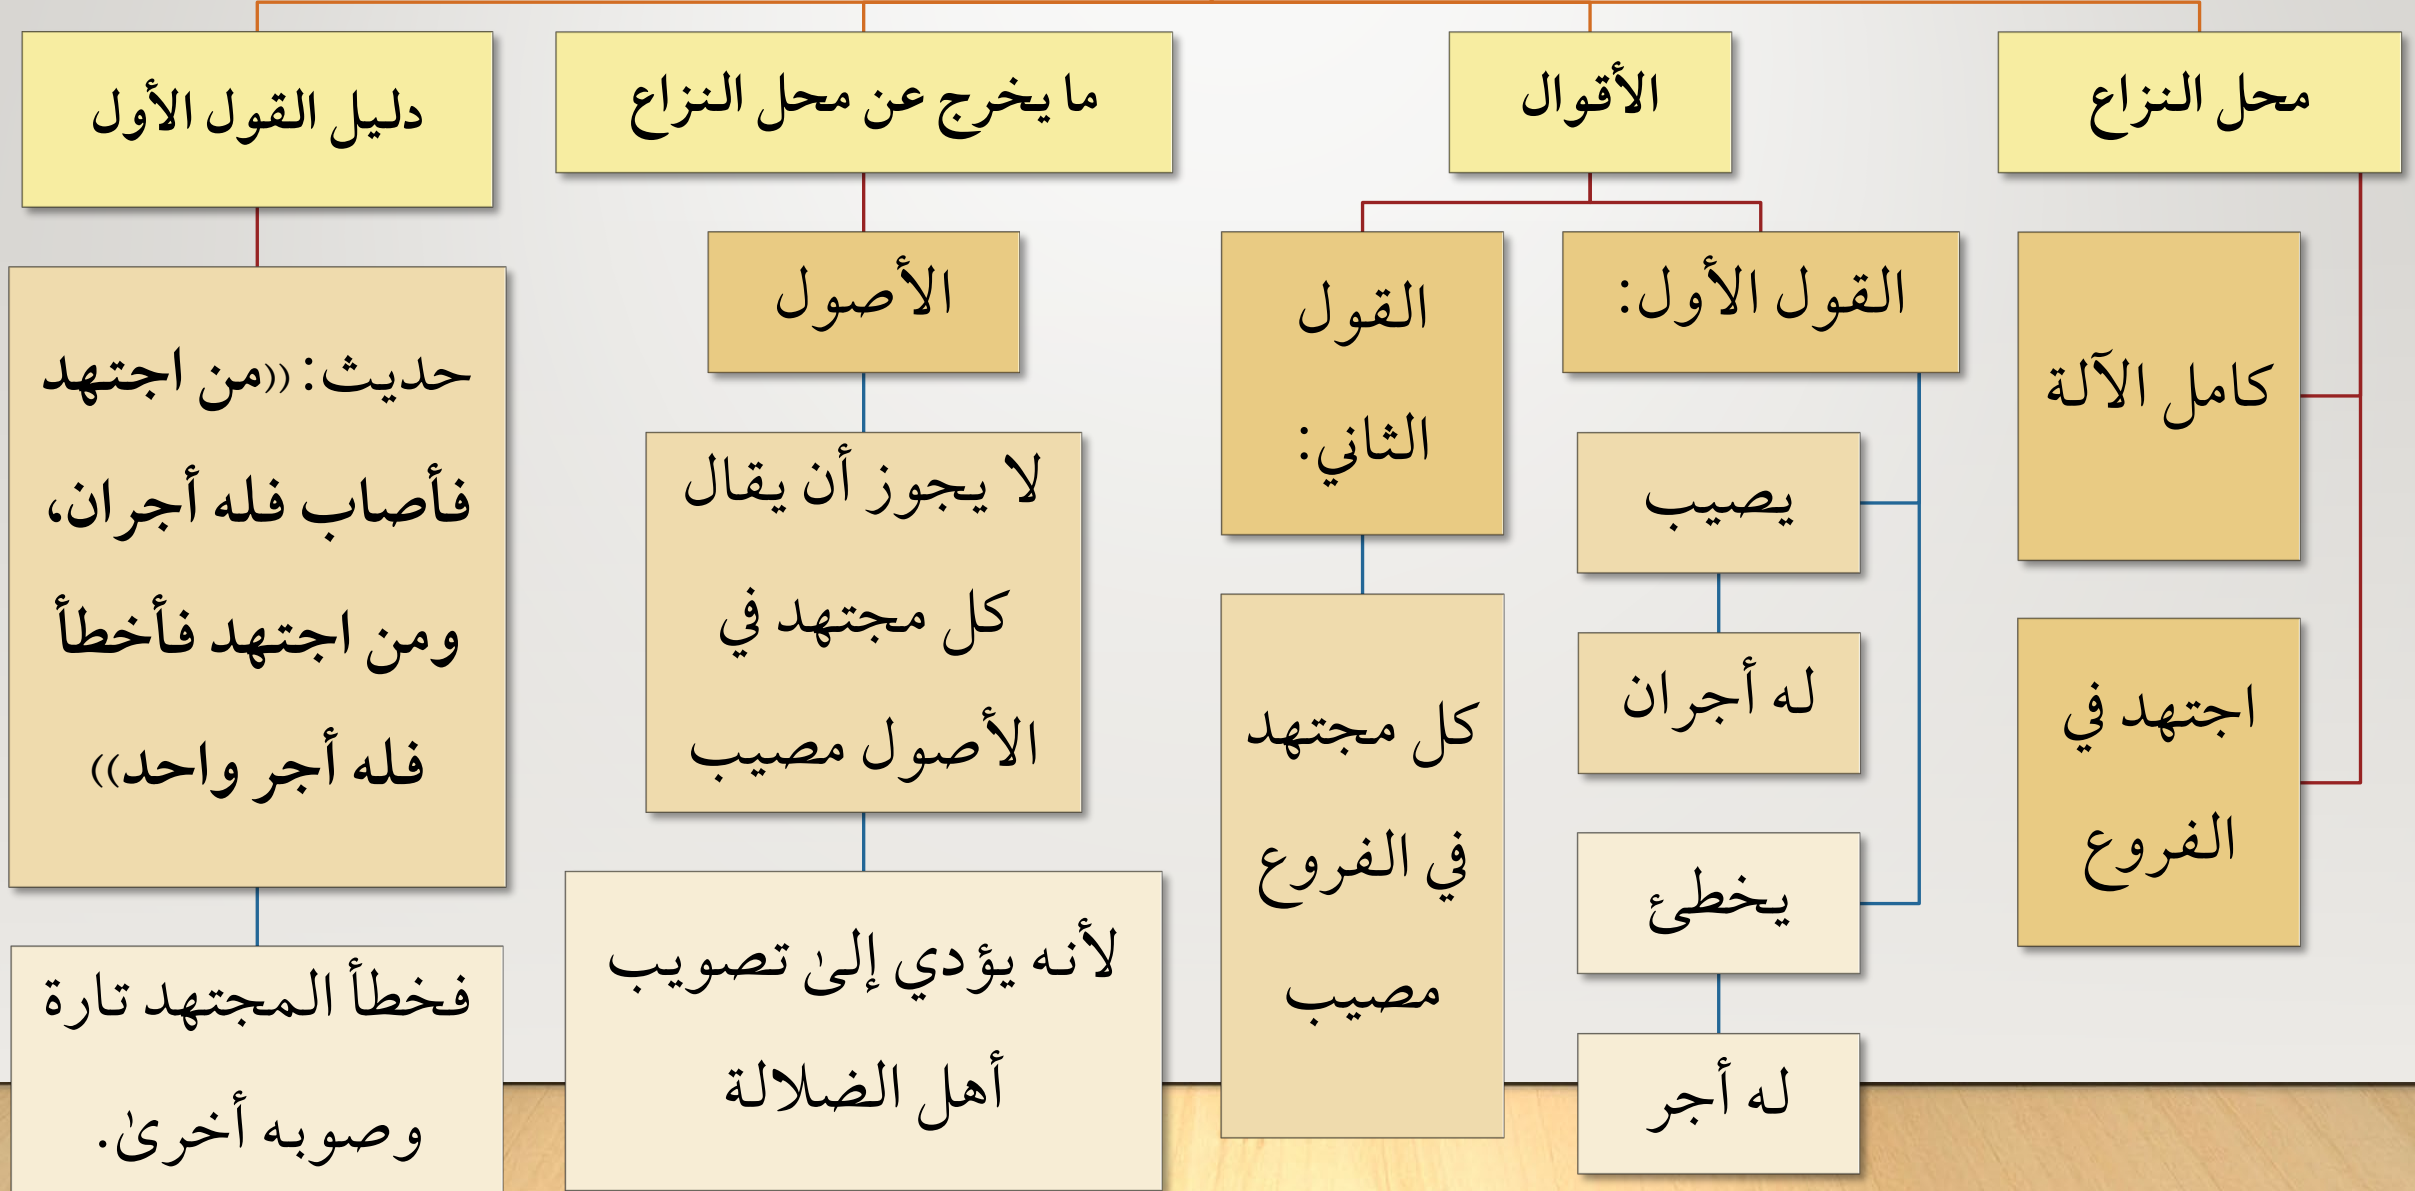 محل النزاع
كامل الآلة
اجتهد في
الفروع
الأقوال
القول الأول:
يصيب
له أجران
يخطئ
له أجر
القول
الثاني:
كل مجتهد
في الفروع
مصيب
ما يخرج عن محل النزاع
الأصول
لا يجوز أن يقال
كل مجتهد في
الأصول مصيب
لأنه يؤدي إلىٰ تصويب
أهل الضلالة
دليل القول الأول
حديث: ((من اجتهد
فأصاب فله أجران،
ومن اجتهد فأخطأ
فله أجر واحد))
فخطأ المجتهد تارة
وصوبه أخرىٰ.